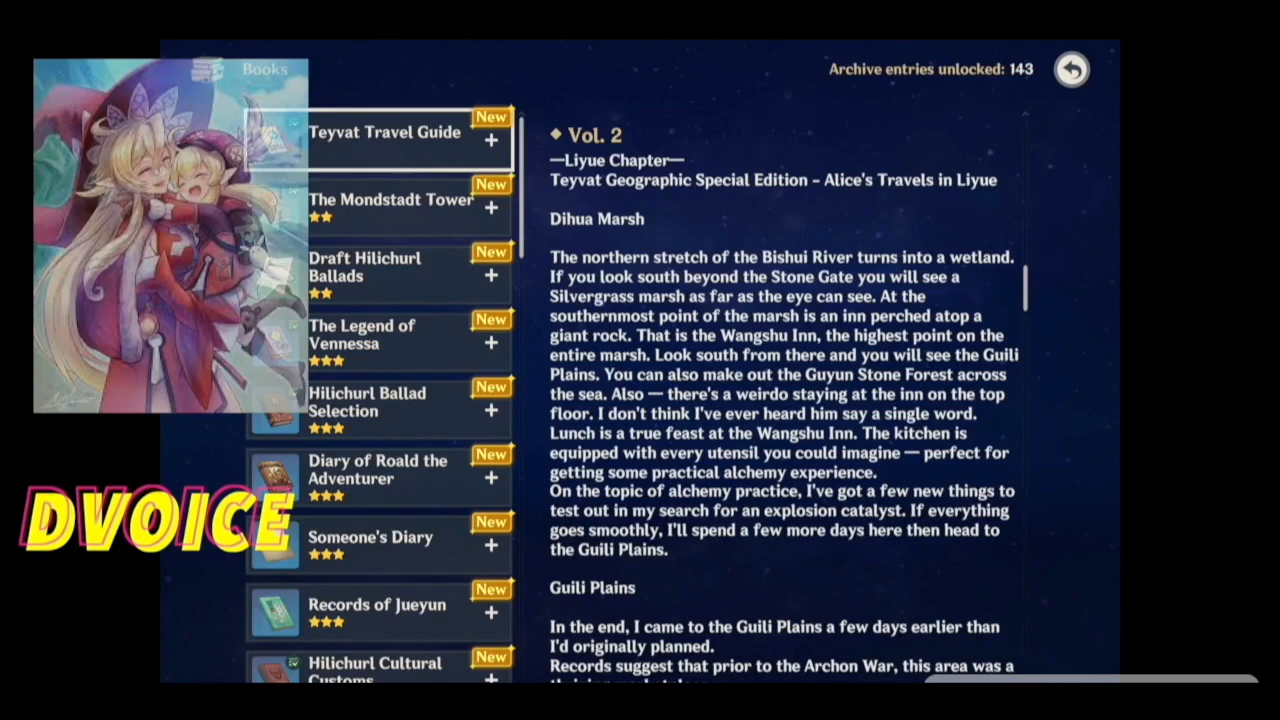 Books
Archive entries unlocked: 143
Teyvat Travel Guide
New
The Mondstadt Tower
New
Draft Hilichurl
Ballads
New
The Legend of
Vennessa
New
Hilichurl Ballad
Selection
New
Diary of Roald the
Adventurer
New
Someone's Diary
New
Records of Jueyun
New
Hilichurl Cultural
Customs
New
DVOICE
Vol. 2
—Liyue Chapter—
Teyvat Geographic Special Edition – Alice's Travels in Liyue
Dihua Marsh
The northern stretch of the Bishui River turns into a wetland.
If you look south beyond the Stone Gate you will see a
Silvergrass marsh as far as the eye can see. At the
southernmost point of the marsh is an inn perched atop a
giant rock. That is the Wangshu Inn, the highest point on the
entire marsh. Look south from there and you will see the Guili
Plains. You can also make out the Guyun Stone Forest across
the sea. Also — there's a weirdo staying at the inn on the top
floor. I don't think I've ever heard him say a single word.
Lunch is a true feast at the Wangshu Inn. The kitchen is
equipped with every utensil you could imagine — perfect for
getting some practical alchemy experience.
On the topic of alchemy practice, I've got a few new things to
test out in my search for an explosion catalyst. If everything
goes smoothly, I'll spend a few more days here then head to
the Guili Plains.
Guili Plains
In the end, I came to the Guili Plains a few days earlier than
I'd originally planned.
Records suggest that prior to the Archon War, this area was a